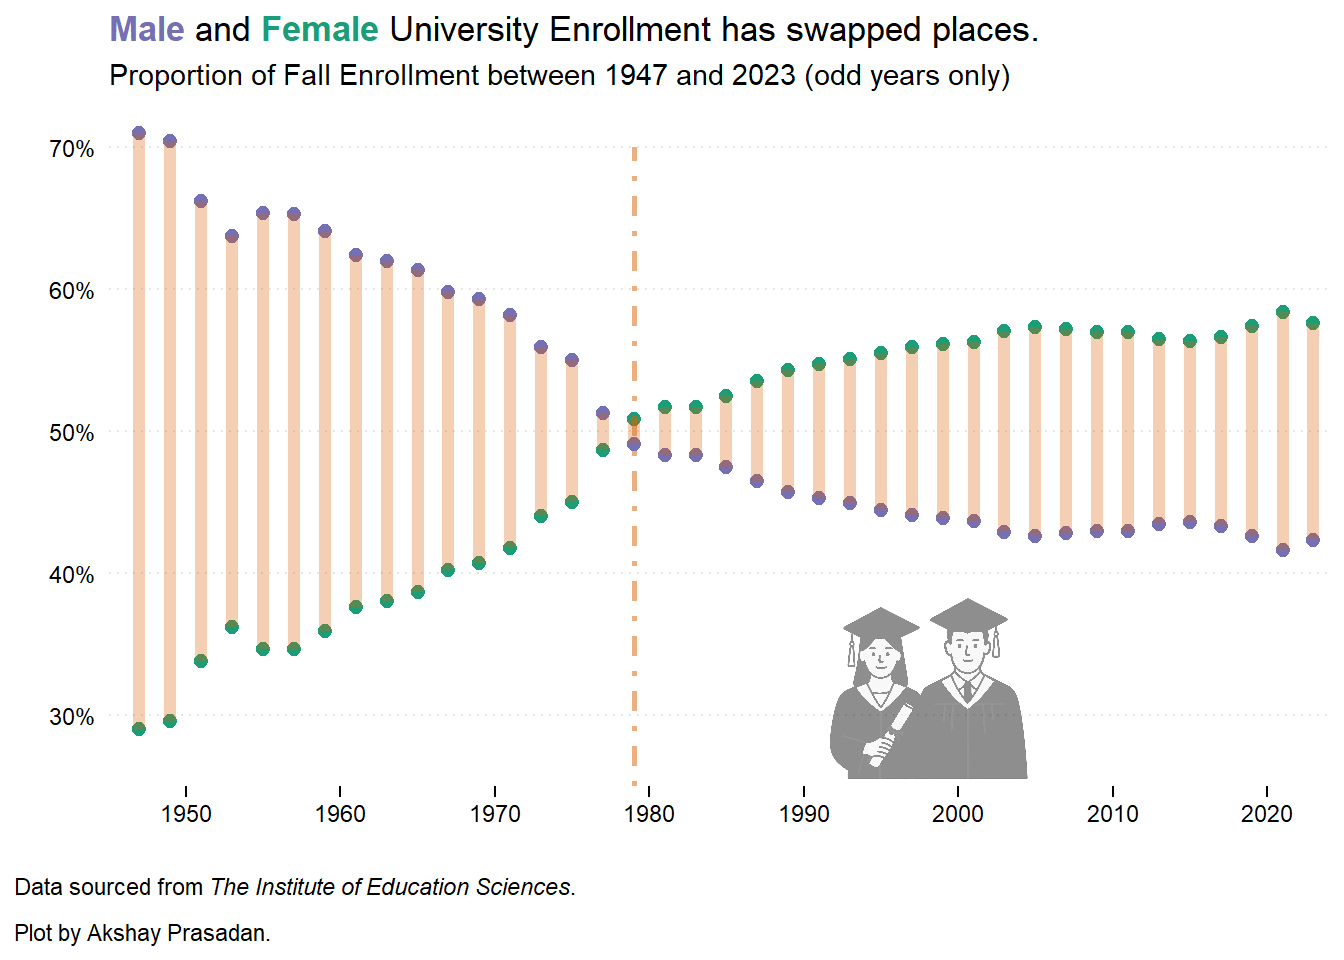 Male and Female University Enrollment has swapped places.
Proportion of Fall Enrollment between 1947 and 2023 (odd years only)
70%
60%
50%
40%
30%
1950 1960 1970 1980 1990 2000 2010 2020
Data sourced from The Institute of Education Sciences.
Plot by Akshay Prasadan.